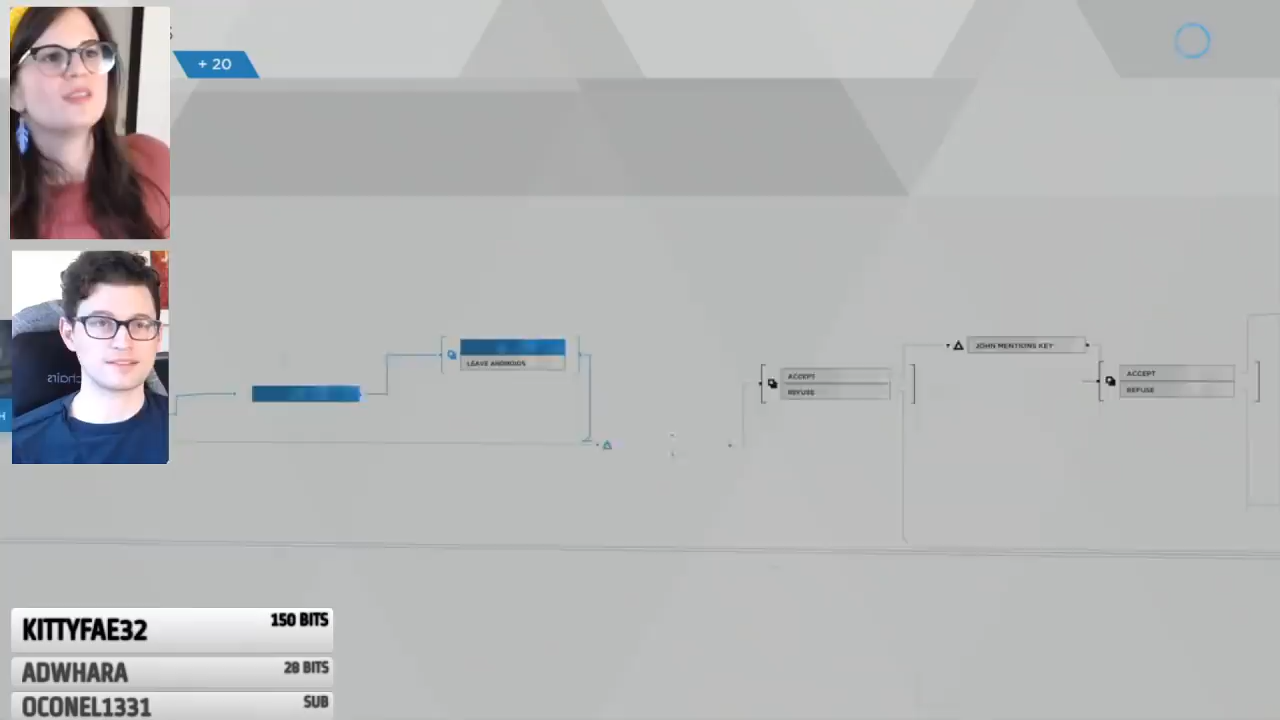 + 20
LEAVE ANDROIDS
JOHN MENTIONS KEY
ACCEPT
REFUSE
ACCEPT
REFUSE
H
KITTYFAE32 150 BITS
ADWHARA 28 BITS
OCONEL1331 SUB